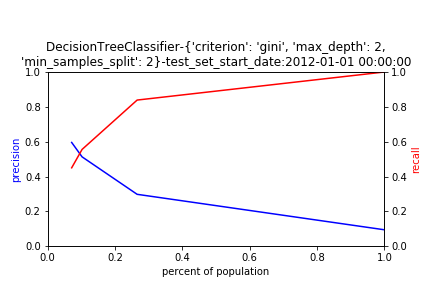 DecisionTreeClassifier-{'criterion': 'gini', 'max_depth': 2,
'min_samples_split': 2}-test_set_start_date:2012-01-01 00:00:00
1.0
0.8
0.6
0.4
0.2
0.0
precision
1.0
0.8
0.6
0.4
0.2
0.0
recall
0.0 0.2 0.4 0.6 0.8 1.0
percent of population